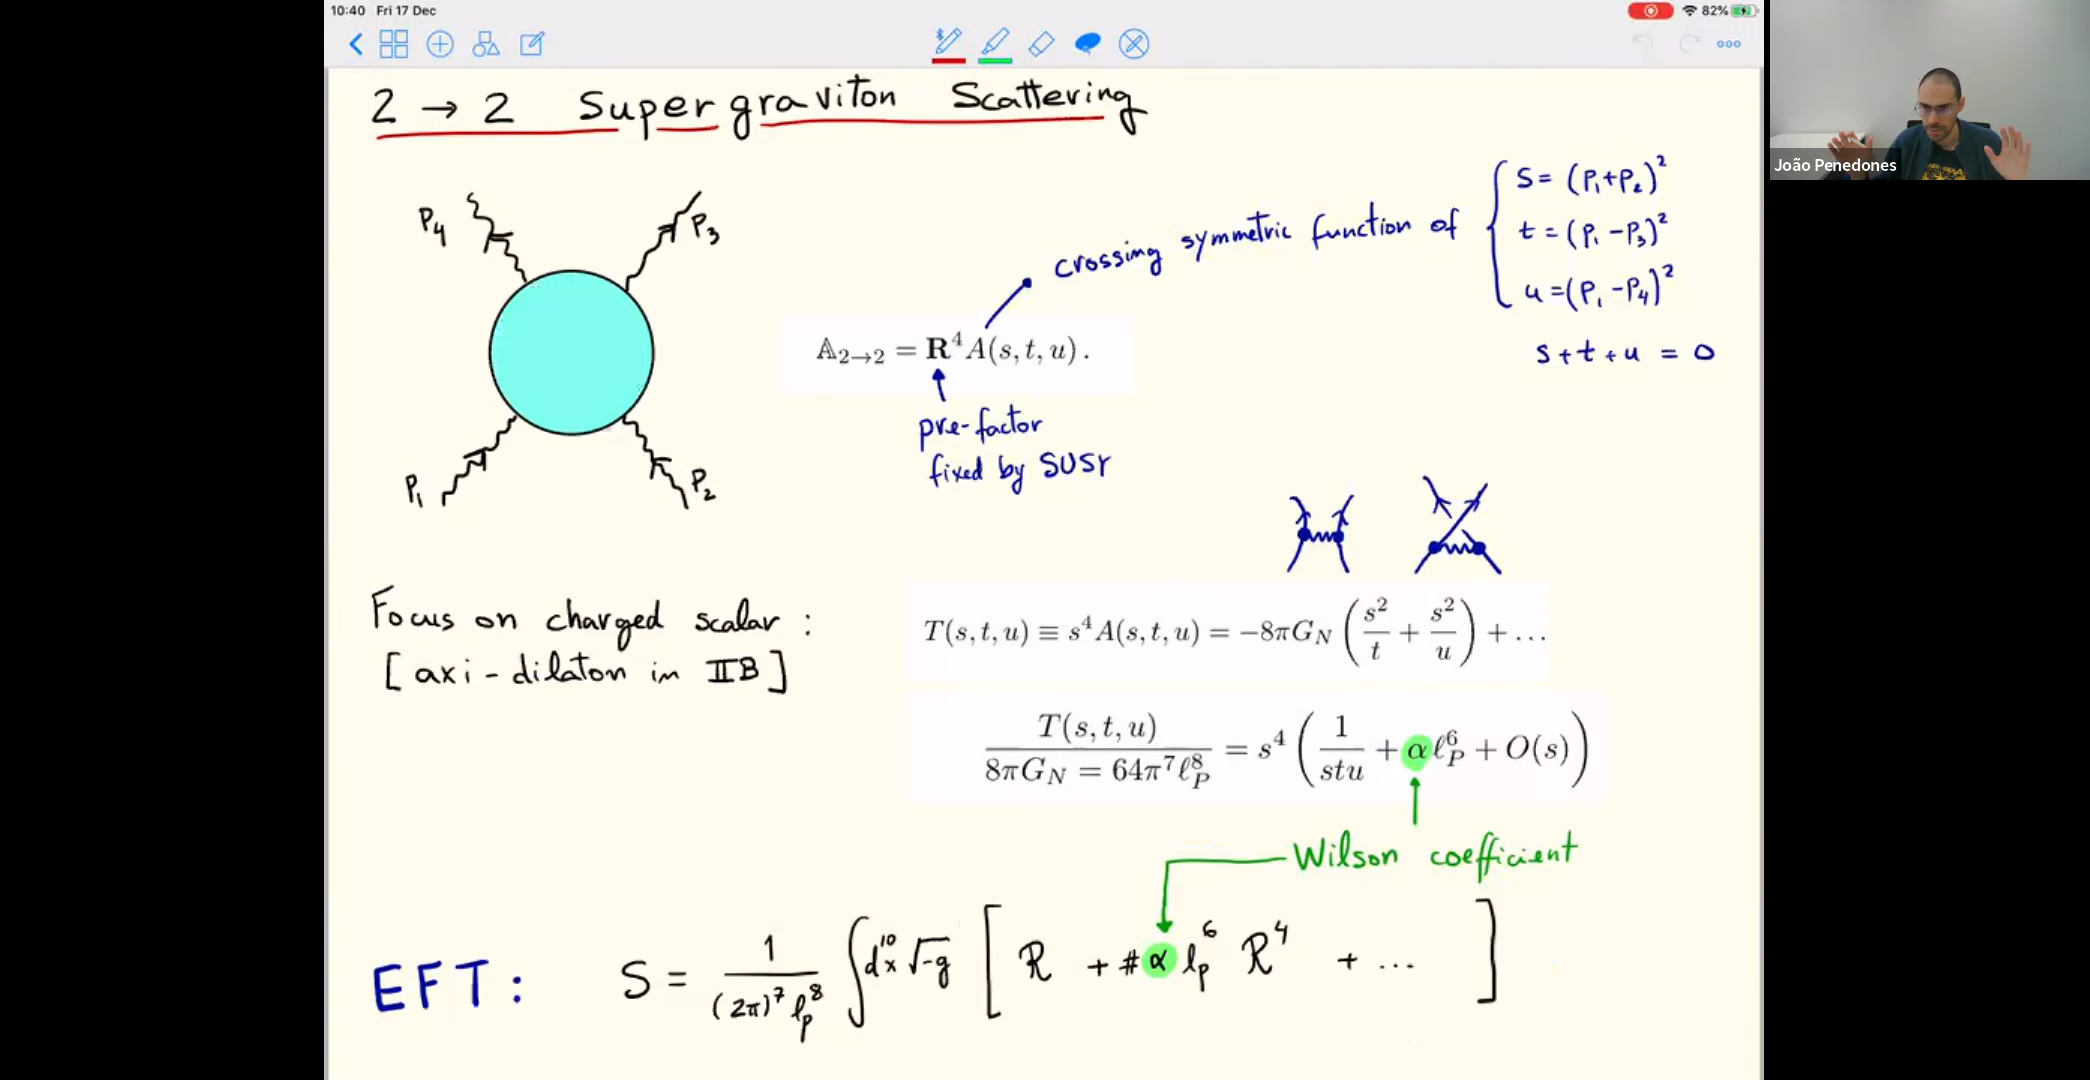 10:40 Fri 17 Dec
82%
2 → 2 Supergraviton Scattering
João Penedones
P4
P3
P1
P2
crossing symmetric function of
s = (P1+P2)^2
t = (P1 - P3)^2
u = (P1 - P4)^2
s + t + u = 0
𝔸_{2→2} = R^4 A(s, t, u) .
pre-factor
fixed by SUSY
Focus on charged scalar :
[ axi - dilaton in IIB ]
T(s, t, u) ≡ s^4 A(s, t, u) = −8πG_N (s^2/t + s^2/u) + ...
T(s, t, u) / 8πG_N = 64π^7 ℓ_P^8 = s^4 (1/stu + αℓ_P^6 + O(s))
Wilson coefficient
EFT : S = 1/((2π)^7 ℓ_p^8) ∫ d^10x √-g [ R + # α ℓ_p^6 R^4 + ... ]